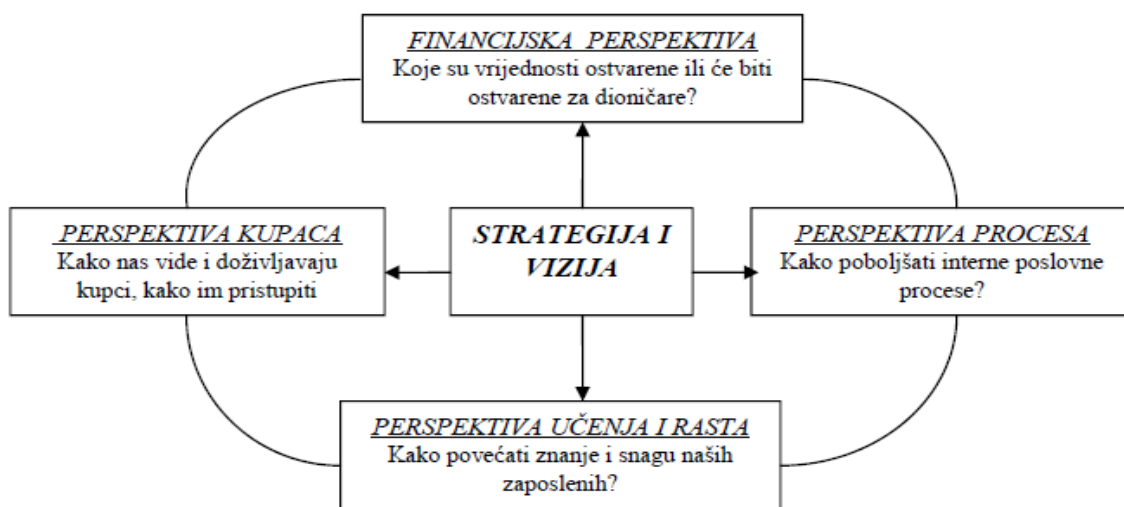 FINANCIJSKA PERSPEKTIVA
Koje su vrijednosti ostvarene ili će biti
ostvarene za dioničare?
PERSPEKTIVA KUPACA
Kako nas vide i doživljavaju
kupci, kako im pristupiti
STRATEGIJA I
VIZIJA
PERSPEKTIVA PROCESA
Kako poboljšati interne poslovne
procese?
PERSPEKTIVA UČENJA I RASTA
Kako povećati znanje i snagu naših
zaposlenih?